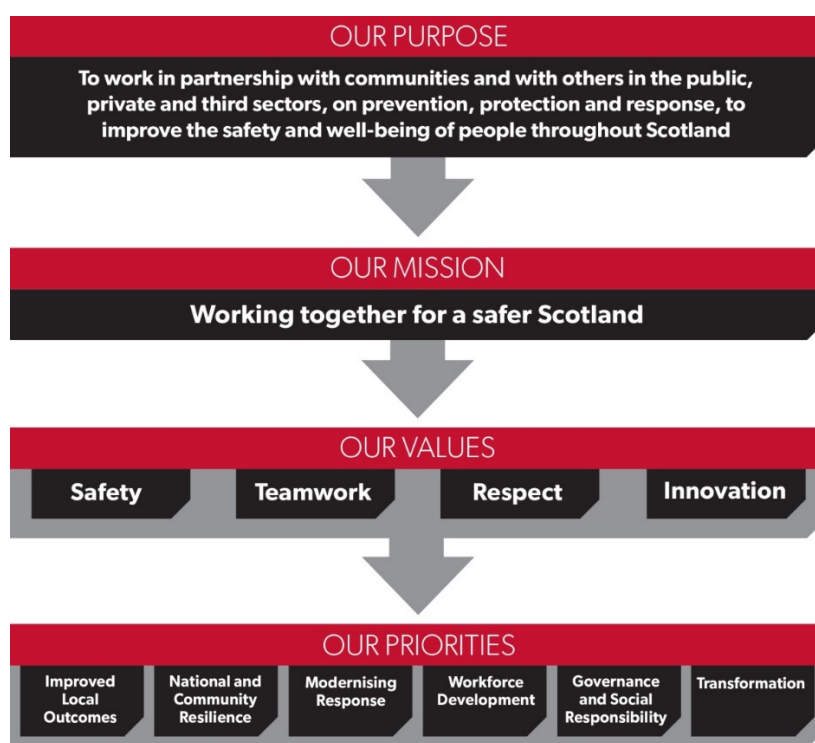 OUR PURPOSE
To work in partnership with communities and with others in the public,
private and third sectors, on prevention, protection and response, to
improve the safety and well-being of people throughout Scotland
OUR MISSION
Working together for a safer Scotland
OUR VALUES
Safety
Teamwork
Respect
Innovation
OUR PRIORITIES
Improved
Local
Outcomes
National and
Community
Resilience
Modernising
Response
Workforce
Development
Governance
and Social
Responsibility
Transformation